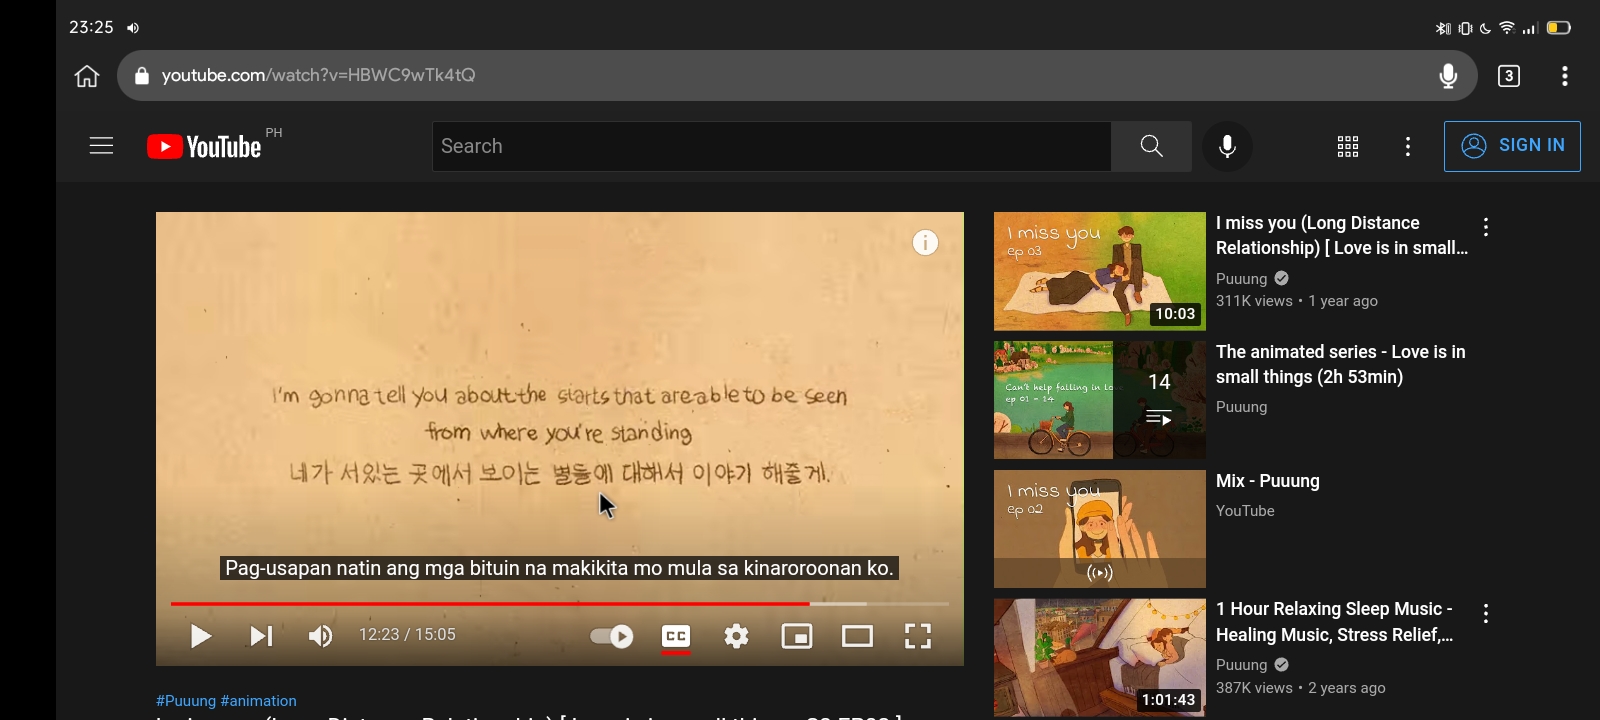 23:25
youtube.com/watch?v=HBWC9wTk4tQ
3
YouTube PH
Search
SIGN IN
I'm gonna tell you about the starts that are able to be seen
from where you're standing
네가 서있는 곳에서 보이는 별들에 대해서 이야기 해줄게.
Pag-usapan natin ang mga bituin na makikita mo mula sa kinaroroonan ko.
12:23 / 15:05
CC
#Puuung #animation
I miss you
ep 03
10:03
I miss you (Long Distance
Relationship) [ Love is in small...
Puuung
311K views • 1 year ago
Can't help falling in lo
ep 01 - 14
14
The animated series - Love is in
small things (2h 53min)
Puuung
I miss you
ep 02
Mix - Puuung
YouTube
1:01:43
1 Hour Relaxing Sleep Music -
Healing Music, Stress Relief,...
Puuung
387K views • 2 years ago